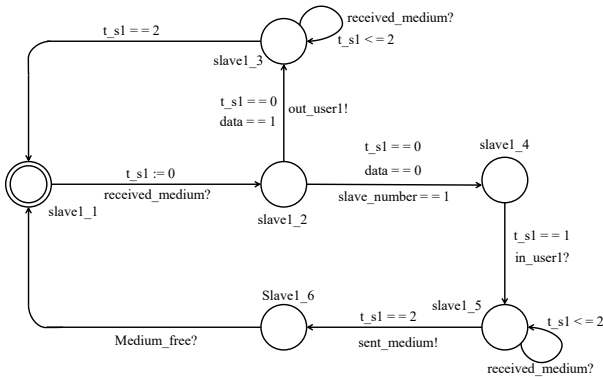 received_medium?
t_s1 == 2
t_s1 <= 2
slave1_3
t_s1 == 0
data == 1
out_user1!
t_s1 == 0
data == 0
slave_number == 1
slave1_4
t_s1 := 0
received_medium?
slave1_1
slave1_2
t_s1 == 1
in_user1?
Slave1_6
slave1_5
t_s1 == 2
sent_medium!
t_s1 <= 2
Medium_free?
received_medium?